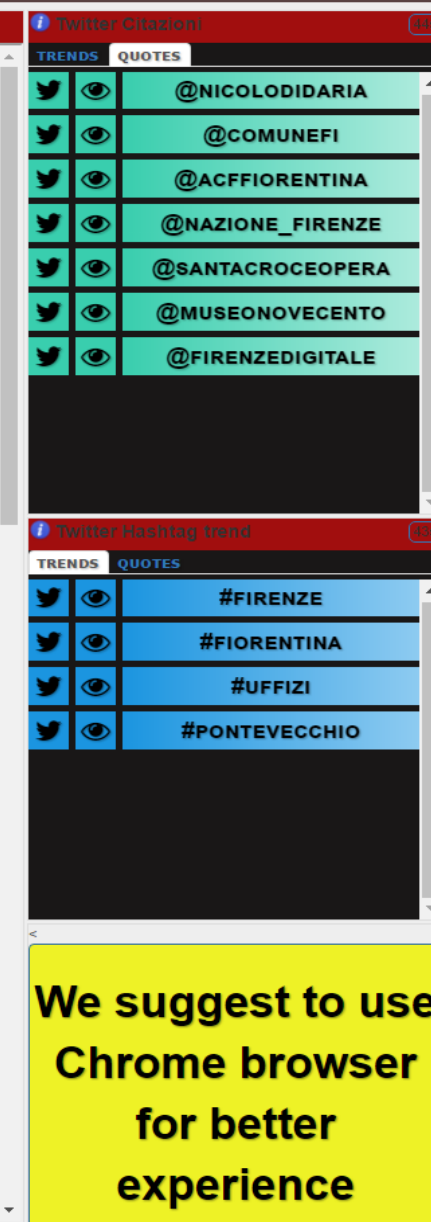 Twitter Citazioni
TRENDS QUOTES
@NICOLODIDARIA
@COMUNEFI
@ACFFIORENTINA
@NAZIONE_FIRENZE
@SANTACROCEOPERA
@MUSEONOVECENTO
@FIRENZEDIGITALE
Twitter Hashtag trend
TRENDS QUOTES
#FIRENZE
#FIORENTINA
#UFFIZI
#PONTEVECCHIO
<
We suggest to use
Chrome browser
for better
experience